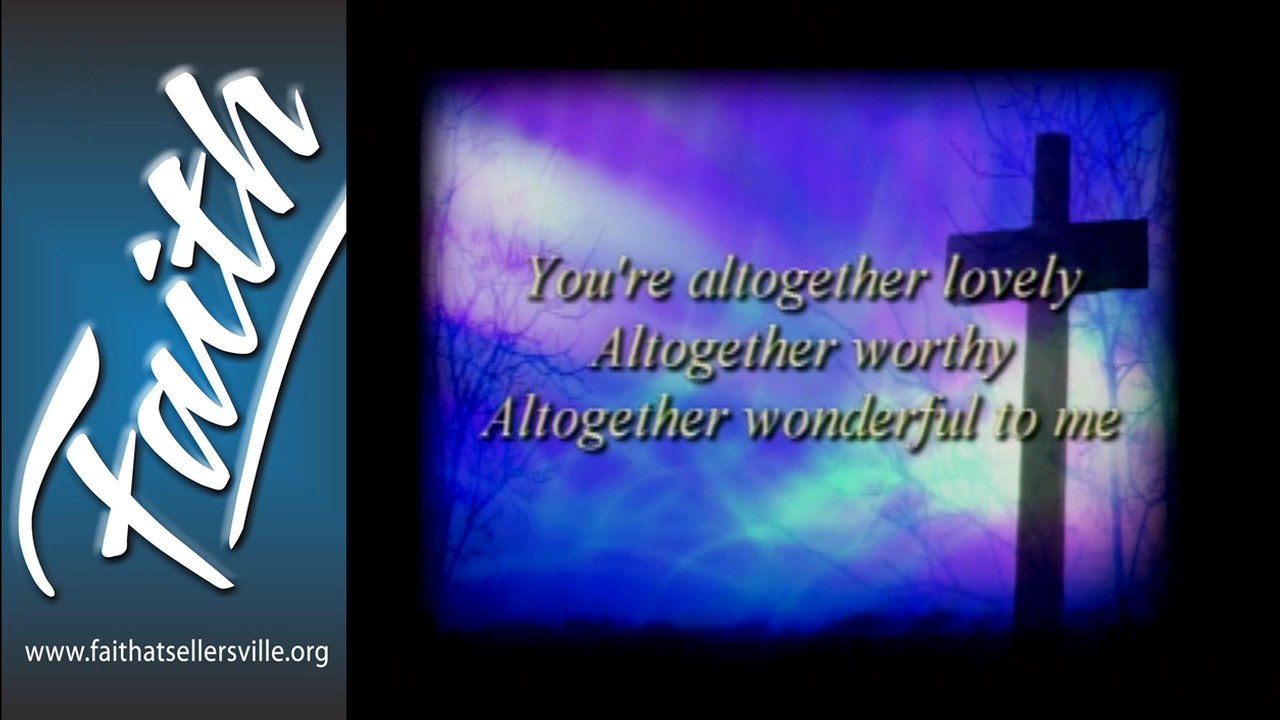 Faith
www.faithatsellersville.org
You're altogether lovely
Altogether worthy
Altogether wonderful to me